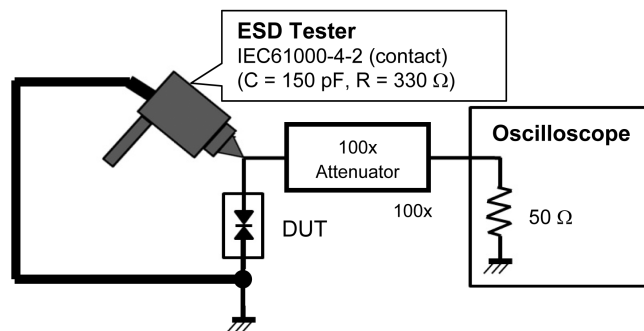 ESD Tester
IEC61000-4-2 (contact)
(C = 150 pF, R = 330 Ω)
100x
Attenuator
100x
Oscilloscope
50 Ω
DUT